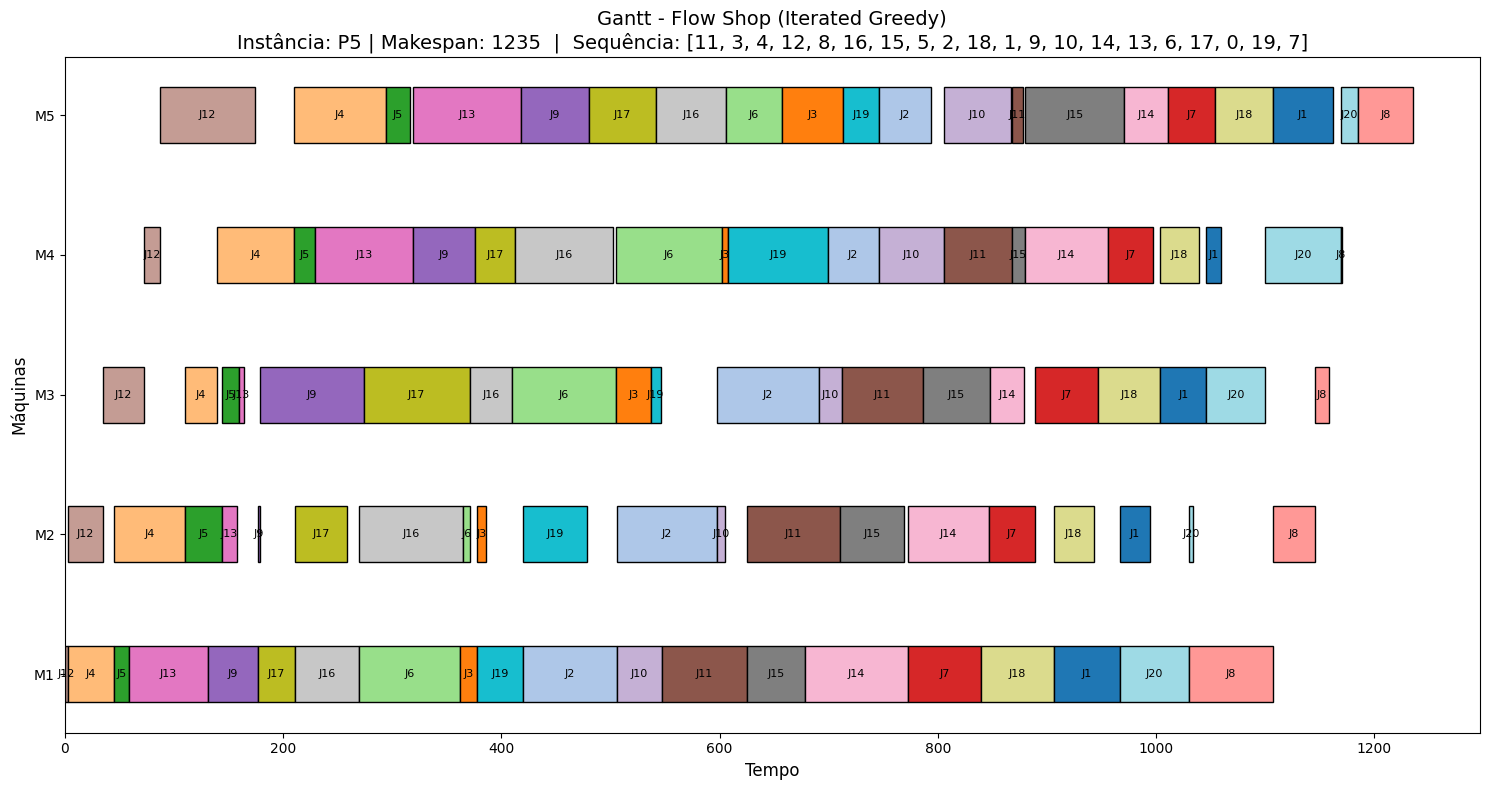 Gantt - Flow Shop (Iterated Greedy)
Instância: P5 | Makespan: 1235  |  Sequência: [11, 3, 4, 12, 8, 16, 15, 5, 2, 18, 1, 9, 10, 14, 13, 6, 17, 0, 19, 7]
M5 J12 J4 J5 J13 J9 J17 J16 J6 J3 J19 J2 J10 J11 J15 J14 J7 J18 J1 J20 J8
M4 J12 J4 J5 J13 J9 J17 J16 J6 J3 J19 J2 J10 J11 J15 J14 J7 J18 J1 J20 J8
Máquinas
M3 J12 J4 J5 J13 J9 J17 J16 J6 J3 J19 J2 J10 J11 J15 J14 J7 J18 J1 J20 J8
M2 J12 J4 J5 J13 J9 J17 J16 J6 J3 J19 J2 J10 J11 J15 J14 J7 J18 J1 J20 J8
M1 J12 J4 J5 J13 J9 J17 J16 J6 J3 J19 J2 J10 J11 J15 J14 J7 J18 J1 J20 J8
0 200 400 600 800 1000 1200
Tempo